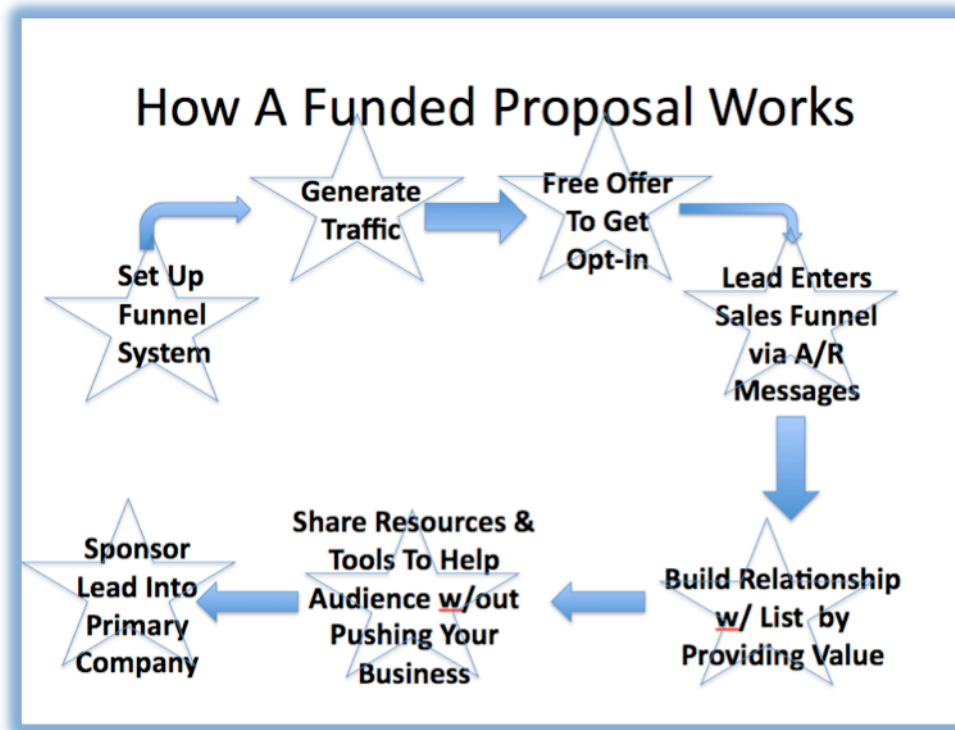 How A Funded Proposal Works
Generate
Traffic
Free Offer
To Get
Opt-in
Set Up
Funnel
System
Lead Enters
Sales Funnel
via A/R
Messages
Build Relationship
w/ List by
Providing Value
Share Resources &
Tools To Help
Audience w/out
Pushing Your
Business
Sponsor
Lead Into
Primary
Company